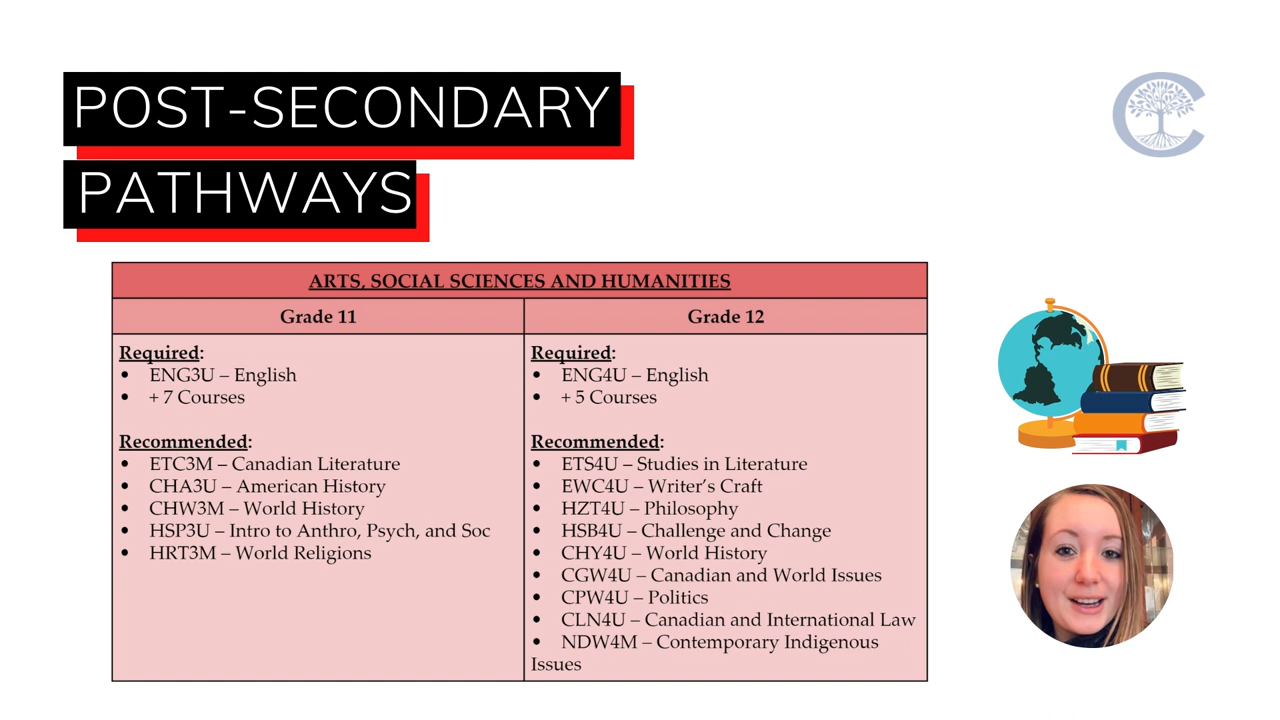 POST-SECONDARY
PATHWAYS
ARTS, SOCIAL SCIENCES AND HUMANITIES
Grade 11
Grade 12
Required:
• ENG3U – English
• + 7 Courses
Recommended:
• ETC3M – Canadian Literature
• CHA3U – American History
• CHW3M – World History
• HSP3U – Intro to Anthro, Psych, and Soc
• HRT3M – World Religions
Required:
• ENG4U – English
• + 5 Courses
Recommended:
• ETS4U – Studies in Literature
• EWC4U – Writer’s Craft
• HZT4U – Philosophy
• HSB4U – Challenge and Change
• CHY4U – World History
• CGW4U – Canadian and World Issues
• CPW4U – Politics
• CLN4U – Canadian and International Law
• NDW4M – Contemporary Indigenous
Issues